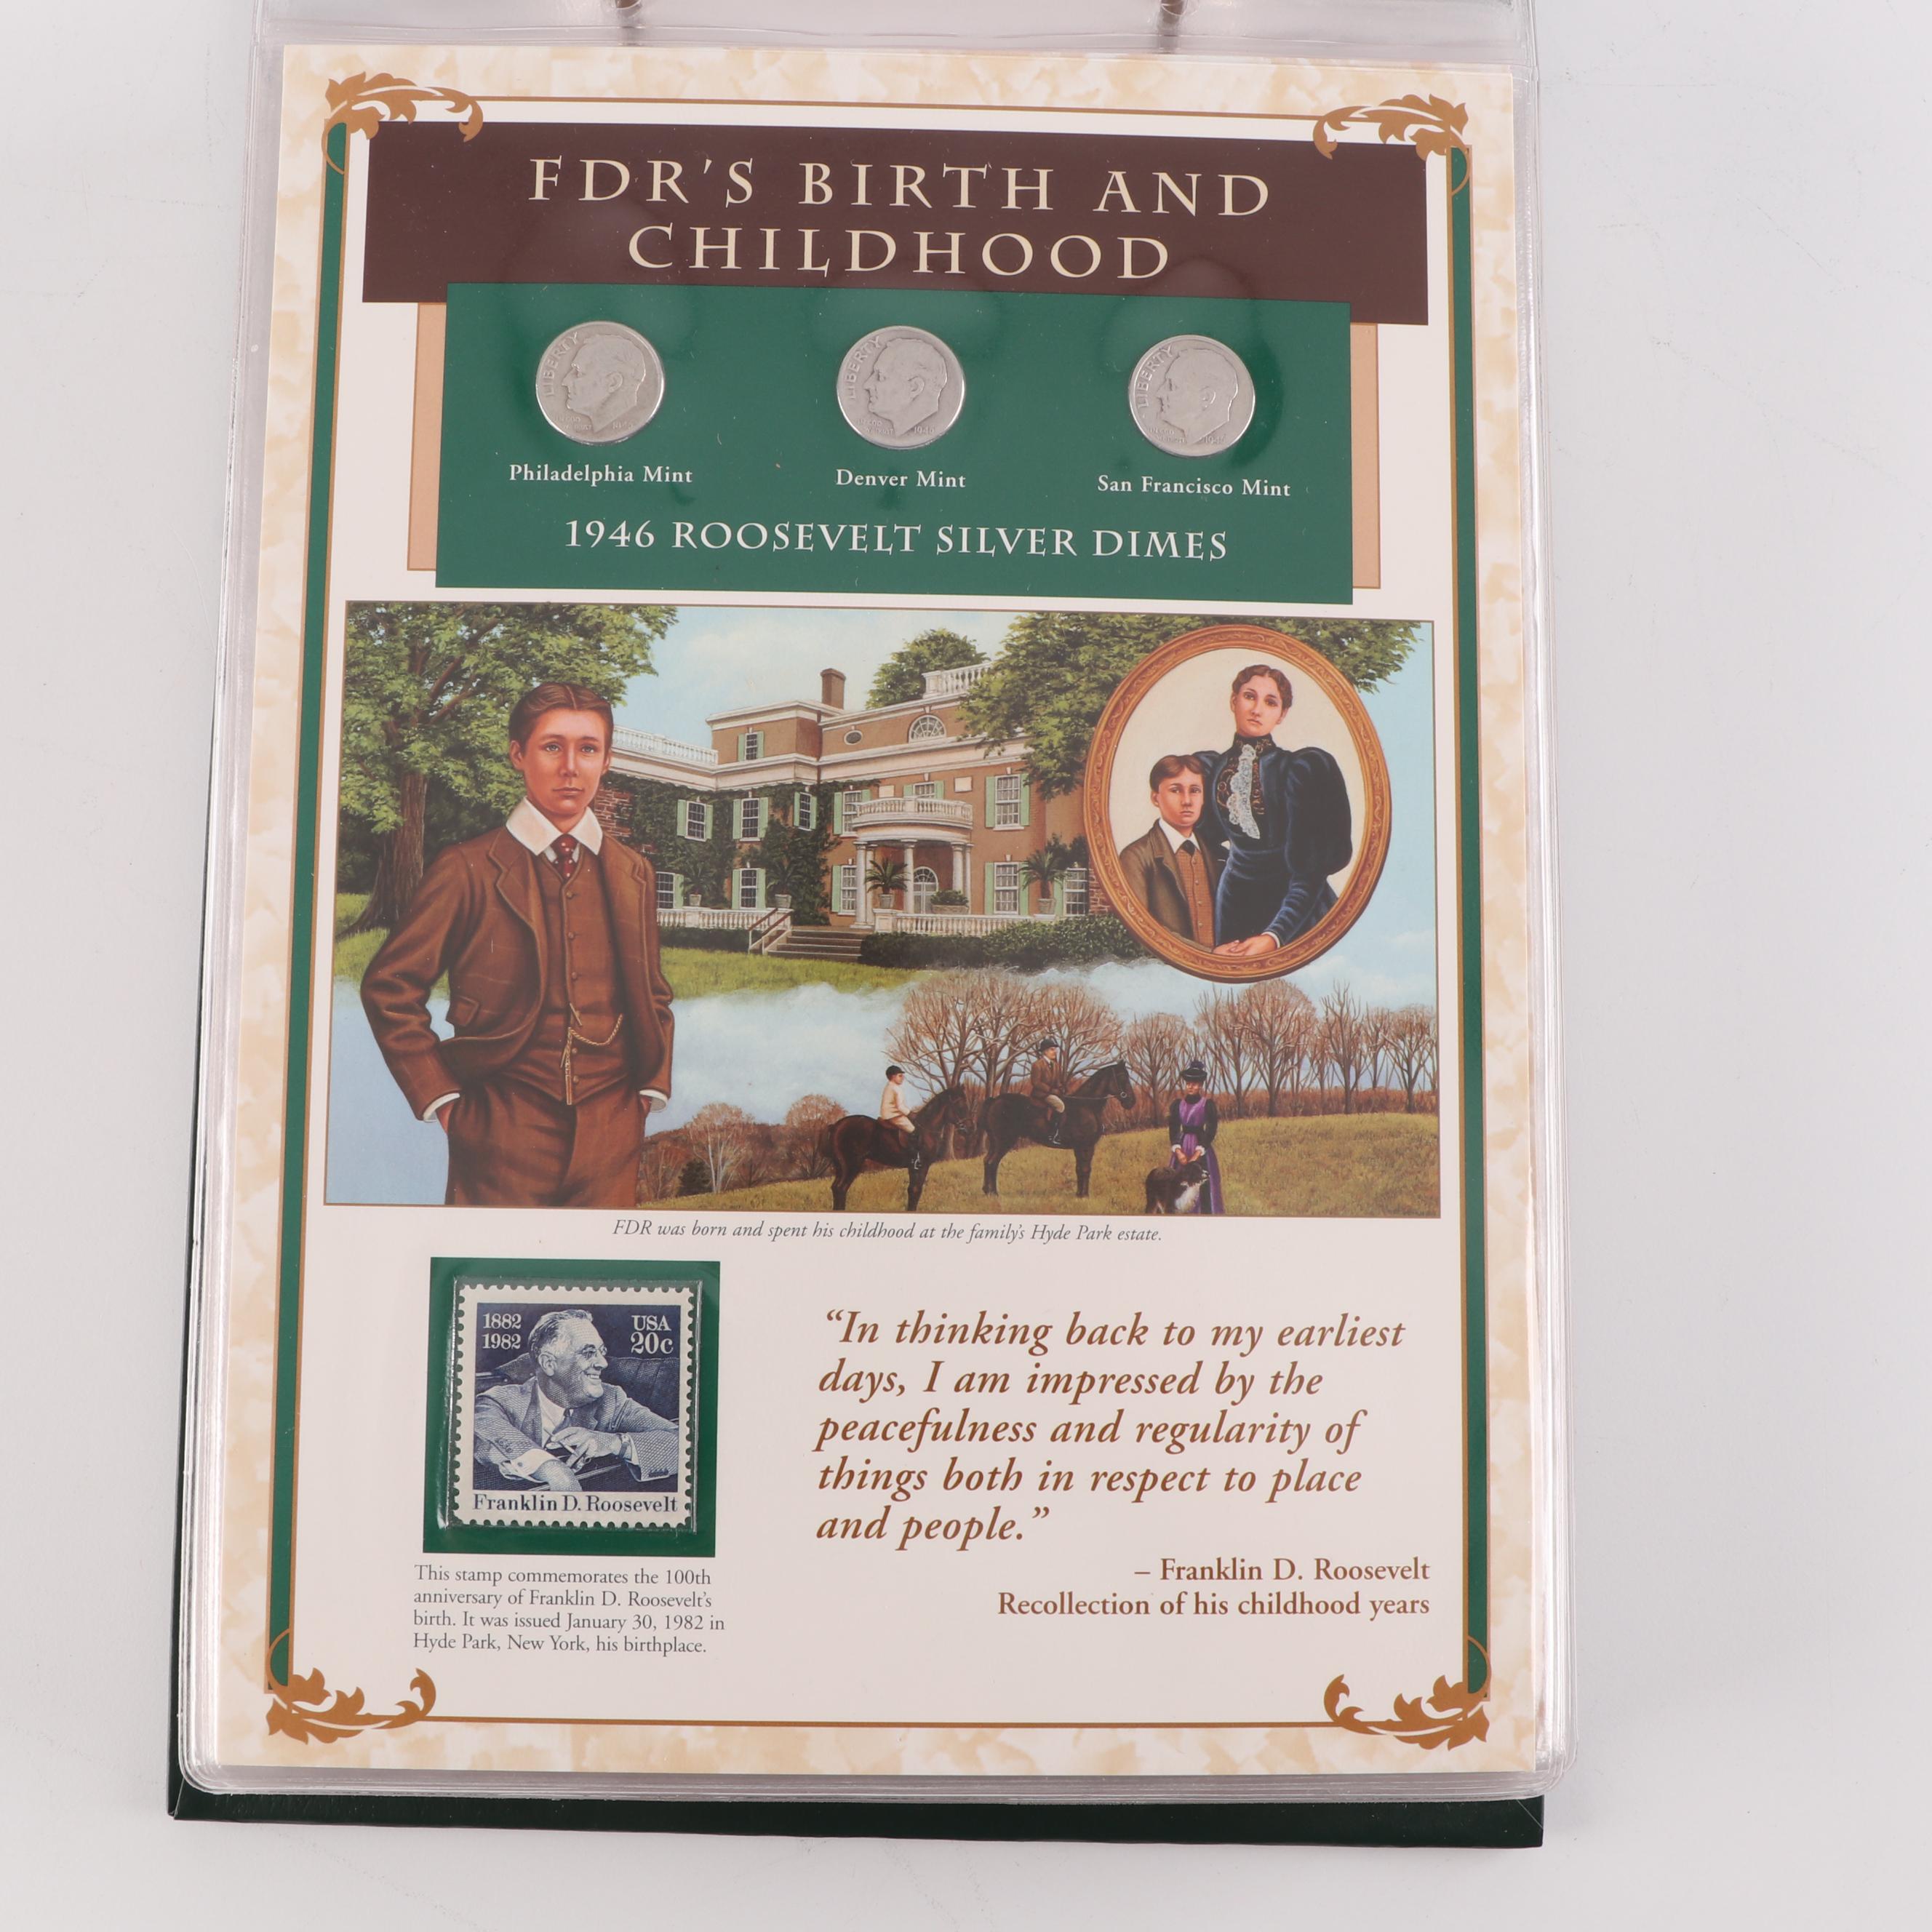 FDR'S BIRTH AND
CHILDHOOD
LIBERTY
LIBERTY
LIBERTY
Philadelphia Mint
Denver Mint
San Francisco Mint
1946 ROOSEVELT SILVER DIMES
FDR was born and spent his childhood at the family's Hyde Park estate.
1882
1982
USA
20c
Franklin D. Roosevelt
This stamp commemorates the 100th
anniversary of Franklin D. Roosevelt's
birth. It was issued January 30, 1982 in
Hyde Park, New York, his birthplace.
“In thinking back to my earliest
days, I am impressed by the
peacefulness and regularity of
things both in respect to place
and people.”
– Franklin D. Roosevelt
Recollection of his childhood years